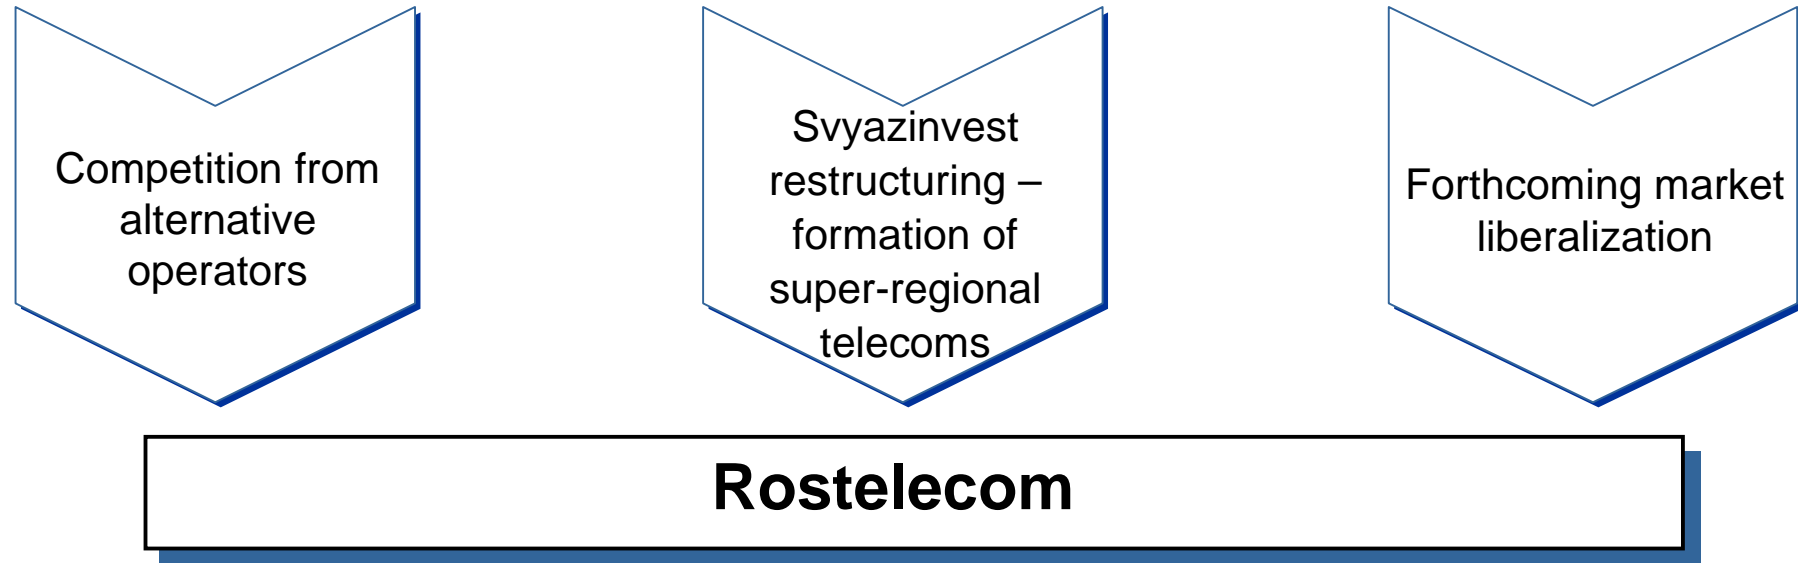 Competition from
alternative
operators
Svyazinvest
restructuring –
formation of
super-regional
telecoms
Forthcoming market
liberalization
Rostelecom